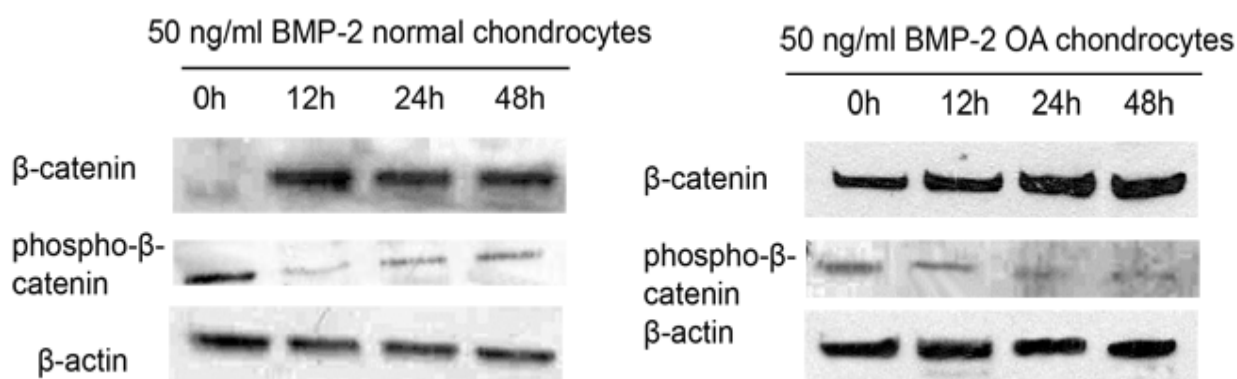 50 ng/ml BMP-2 normal chondrocytes
0h 12h 24h 48h
β-catenin
phospho-β-
catenin
β-actin
50 ng/ml BMP-2 OA chondrocytes
0h 12h 24h 48h
β-catenin
phospho-β-
catenin
β-actin